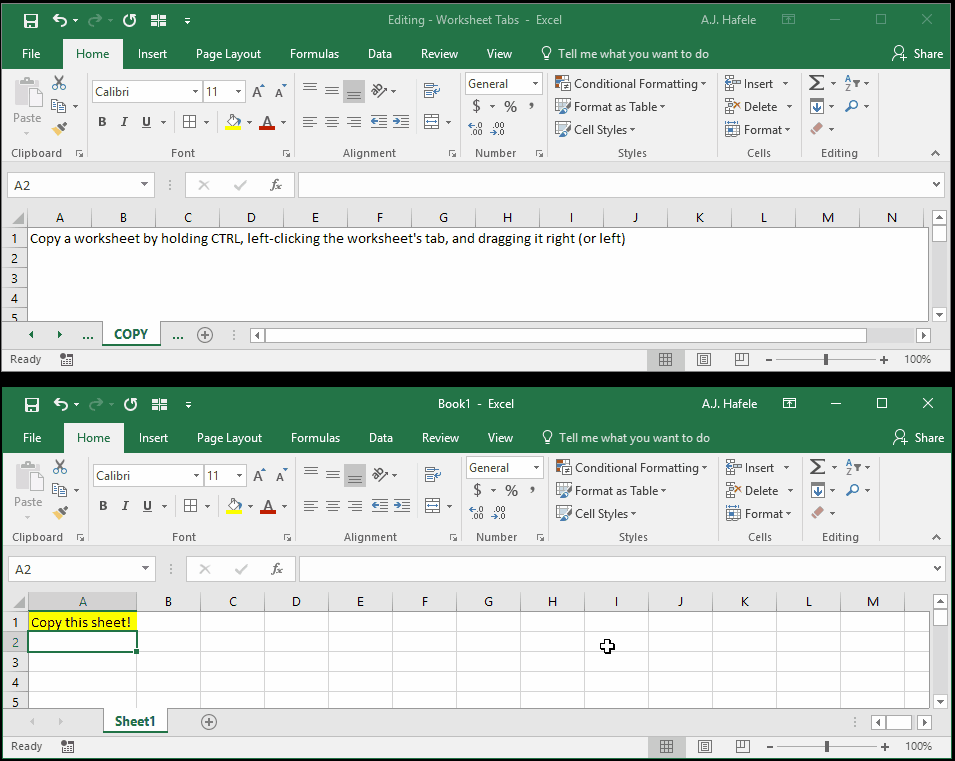 Editing - Worksheet Tabs - Excel A.J. Hafele
File Home Insert Page Layout Formulas Data Review View Tell me what you want to do Share
Calibri 11 General Conditional Formatting Insert
Paste B I U $ % , Format as Table Delete
Cell Styles Format
Clipboard Font Alignment Number Styles Cells Editing
A2 fx
A B C D E F G H I J K L M N
1 Copy a worksheet by holding CTRL, left-clicking the worksheet's tab, and dragging it right (or left)
2
3
4
5
... COPY ...
Ready 100%
Book1 - Excel A.J. Hafele
File Home Insert Page Layout Formulas Data Review View Tell me what you want to do Share
Calibri 11 General Conditional Formatting Insert
Paste B I U $ % , Format as Table Delete
Cell Styles Format
Clipboard Font Alignment Number Styles Cells Editing
A2 fx
A B C D E F G H I J K L M
1 Copy this sheet!
2
3
4
5
Sheet1
Ready 100%